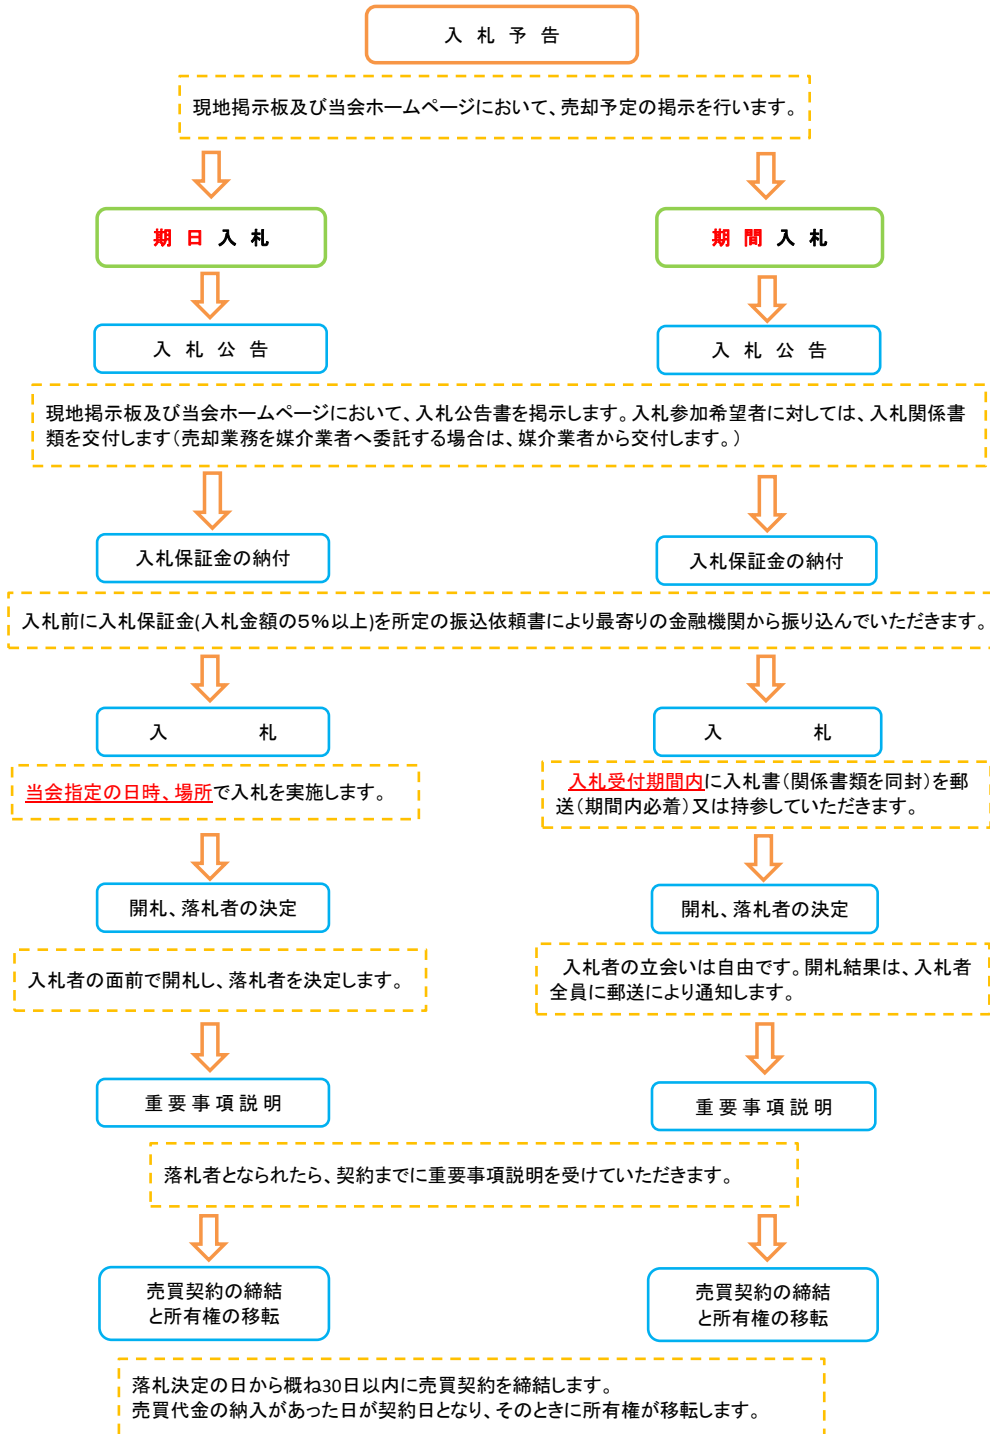 入 札 予 告
現地掲示板及び当会ホームページにおいて、売却予定の掲示を行います。
期 日 入 札
期 間 入 札
入 札 公 告
入 札 公 告
現地掲示板及び当会ホームページにおいて、入札公告書を掲示します。入札参加希望者に対しては、入札関係書
類を交付します(売却業務を媒介業者へ委託する場合は、媒介業者から交付します。)
入札保証金の納付
入札保証金の納付
入札前に入札保証金(入札金額の5%以上)を所定の振込依頼書により最寄りの金融機関から振り込んでいただきます。
入 札
入 札
当会指定の日時、場所で入札を実施します。
入札受付期間内に入札書(関係書類を同封)を郵
送(期間内必着)又は持参していただきます。
開札、落札者の決定
開札、落札者の決定
入札者の面前で開札し、落札者を決定します。
入札者の立会いは自由です。開札結果は、入札者
全員に郵送により通知します。
重 要 事 項 説 明
重 要 事 項 説 明
落札者となられたら、契約までに重要事項説明を受けていただきます。
売買契約の締結
と所有権の移転
売買契約の締結
と所有権の移転
落札決定の日から概ね30日以内に売買契約を締結します。
売買代金の納入があった日が契約日となり、そのときに所有権が移転します。